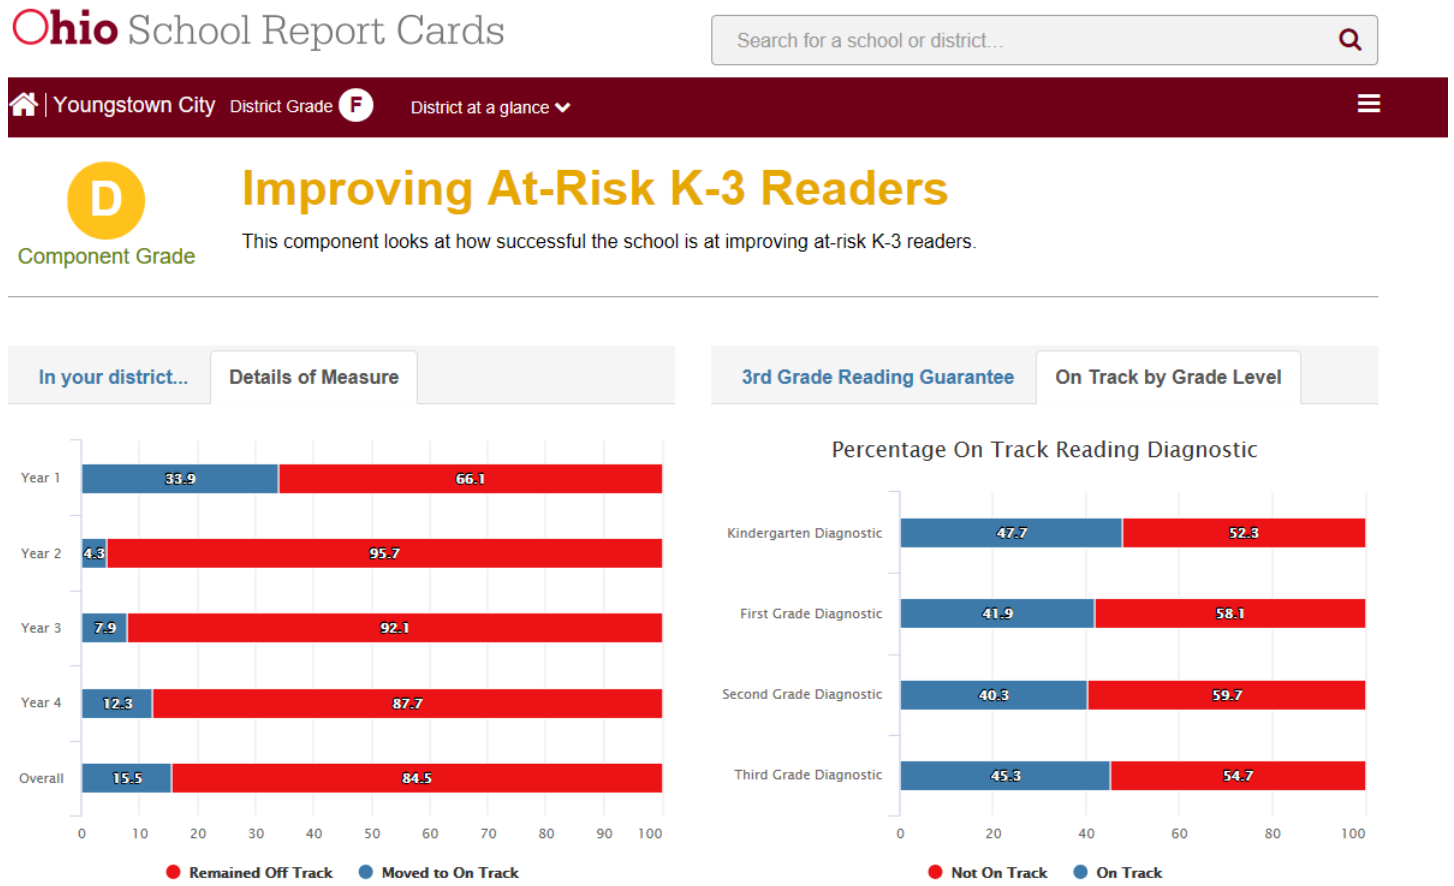 Ohio School Report Cards
Search for a school or district...
Youngstown City District Grade F District at a glance
D
Component Grade
Improving At-Risk K-3 Readers
This component looks at how successful the school is at improving at-risk K-3 readers.
In your district... Details of Measure
Year 1 33.9 66.1
Year 2 4.3 95.7
Year 3 7.9 92.1
Year 4 12.3 87.7
Overall 15.5 84.5
0 10 20 30 40 50 60 70 80 90 100
Remained Off Track Moved to On Track
3rd Grade Reading Guarantee On Track by Grade Level
Percentage On Track Reading Diagnostic
Kindergarten Diagnostic 47.7 52.3
First Grade Diagnostic 41.9 58.1
Second Grade Diagnostic 40.3 59.7
Third Grade Diagnostic 45.3 54.7
0 20 40 60 80 100
Not On Track On Track